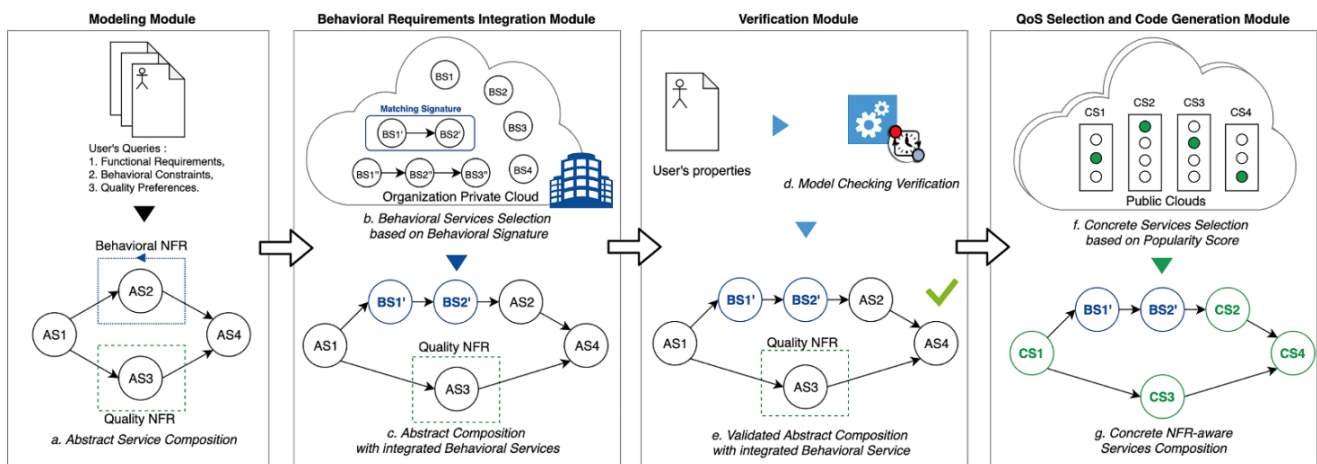 Modeling Module
User's Queries :
1. Functional Requirements,
2. Behavioral Constraints,
3. Quality Preferences.
Behavioral NFR
AS2
AS1
AS4
AS3
Quality NFR
a. Abstract Service Composition
Behavioral Requirements Integration Module
BS1
BS2
Matching Signature
BS1' BS2'
BS3
BS1" BS2" BS3"
BS4
Organization Private Cloud
b. Behavioral Services Selection
based on Behavioral Signature
BS1' BS2' AS2
AS1
AS4
Quality NFR
AS3
c. Abstract Composition
with integrated Behavioral Services
Verification Module
User's properties
d. Model Checking Verification
BS1' BS2' AS2
AS1
AS4
Quality NFR
AS3
e. Validated Abstract Composition
with integrated Behavioral Service
QoS Selection and Code Generation Module
CS1 CS2 CS3 CS4
Public Clouds
f. Concrete Services Selection
based on Popularity Score
BS1' BS2' CS2
CS1
CS4
CS3
g. Concrete NFR-aware
Services Composition